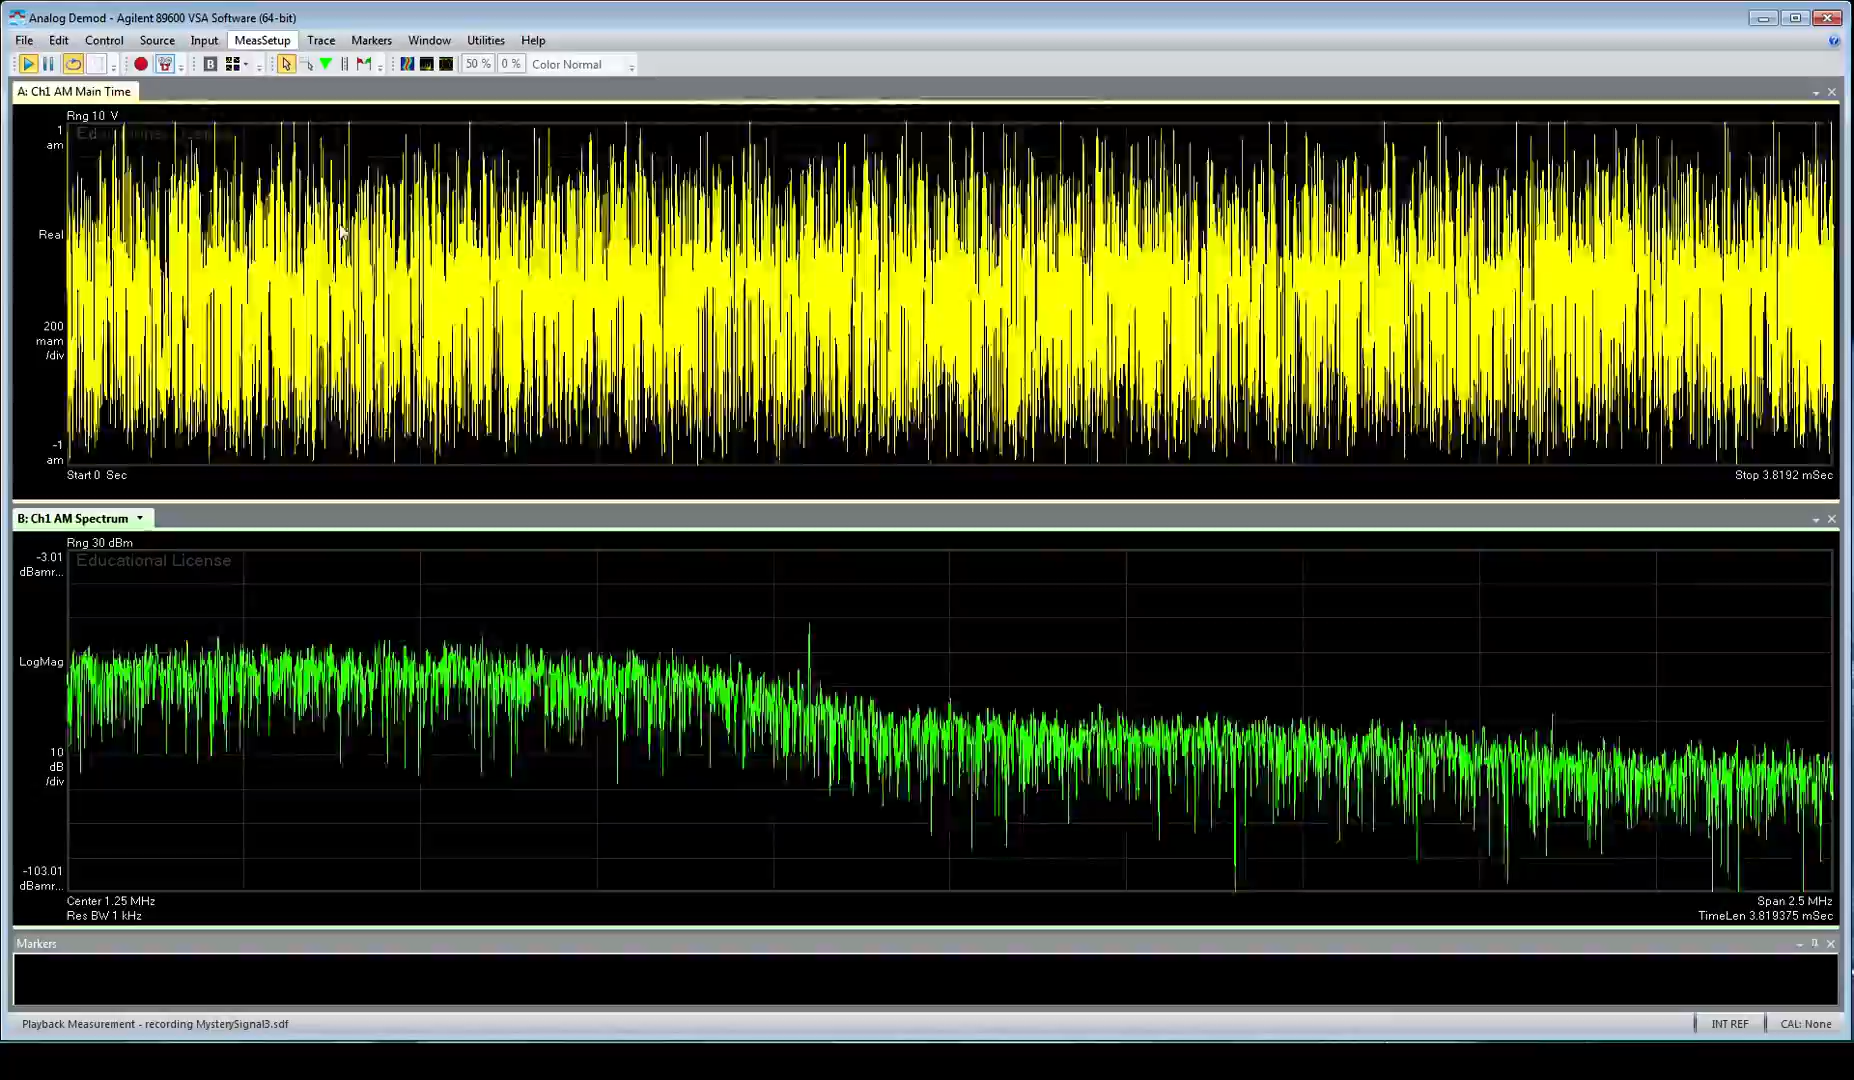 Analog Demod - Agilent 89600 VSA Software (64-bit)
File Edit Control Source Input MeasSetup Trace Markers Window Utilities Help
B 50 % 0 % Color Normal
A: Ch1 AM Main Time
Rng 10 V
1
am
Real
200
mam
/div
-1
am
Start 0 Sec
Stop 3.8192 mSec
B: Ch1 AM Spectrum
Rng 30 dBm
-3.01
dBamr...
Educational License
LogMag
10
dB
/div
-103.01
dBamr...
Center 1.25 MHz
Span 2.5 MHz
Res BW 1 kHz
TimeLen 3.819375 mSec
Markers
Playback Measurement - recording MysterySignal3.sdf
INT REF
CAL: None